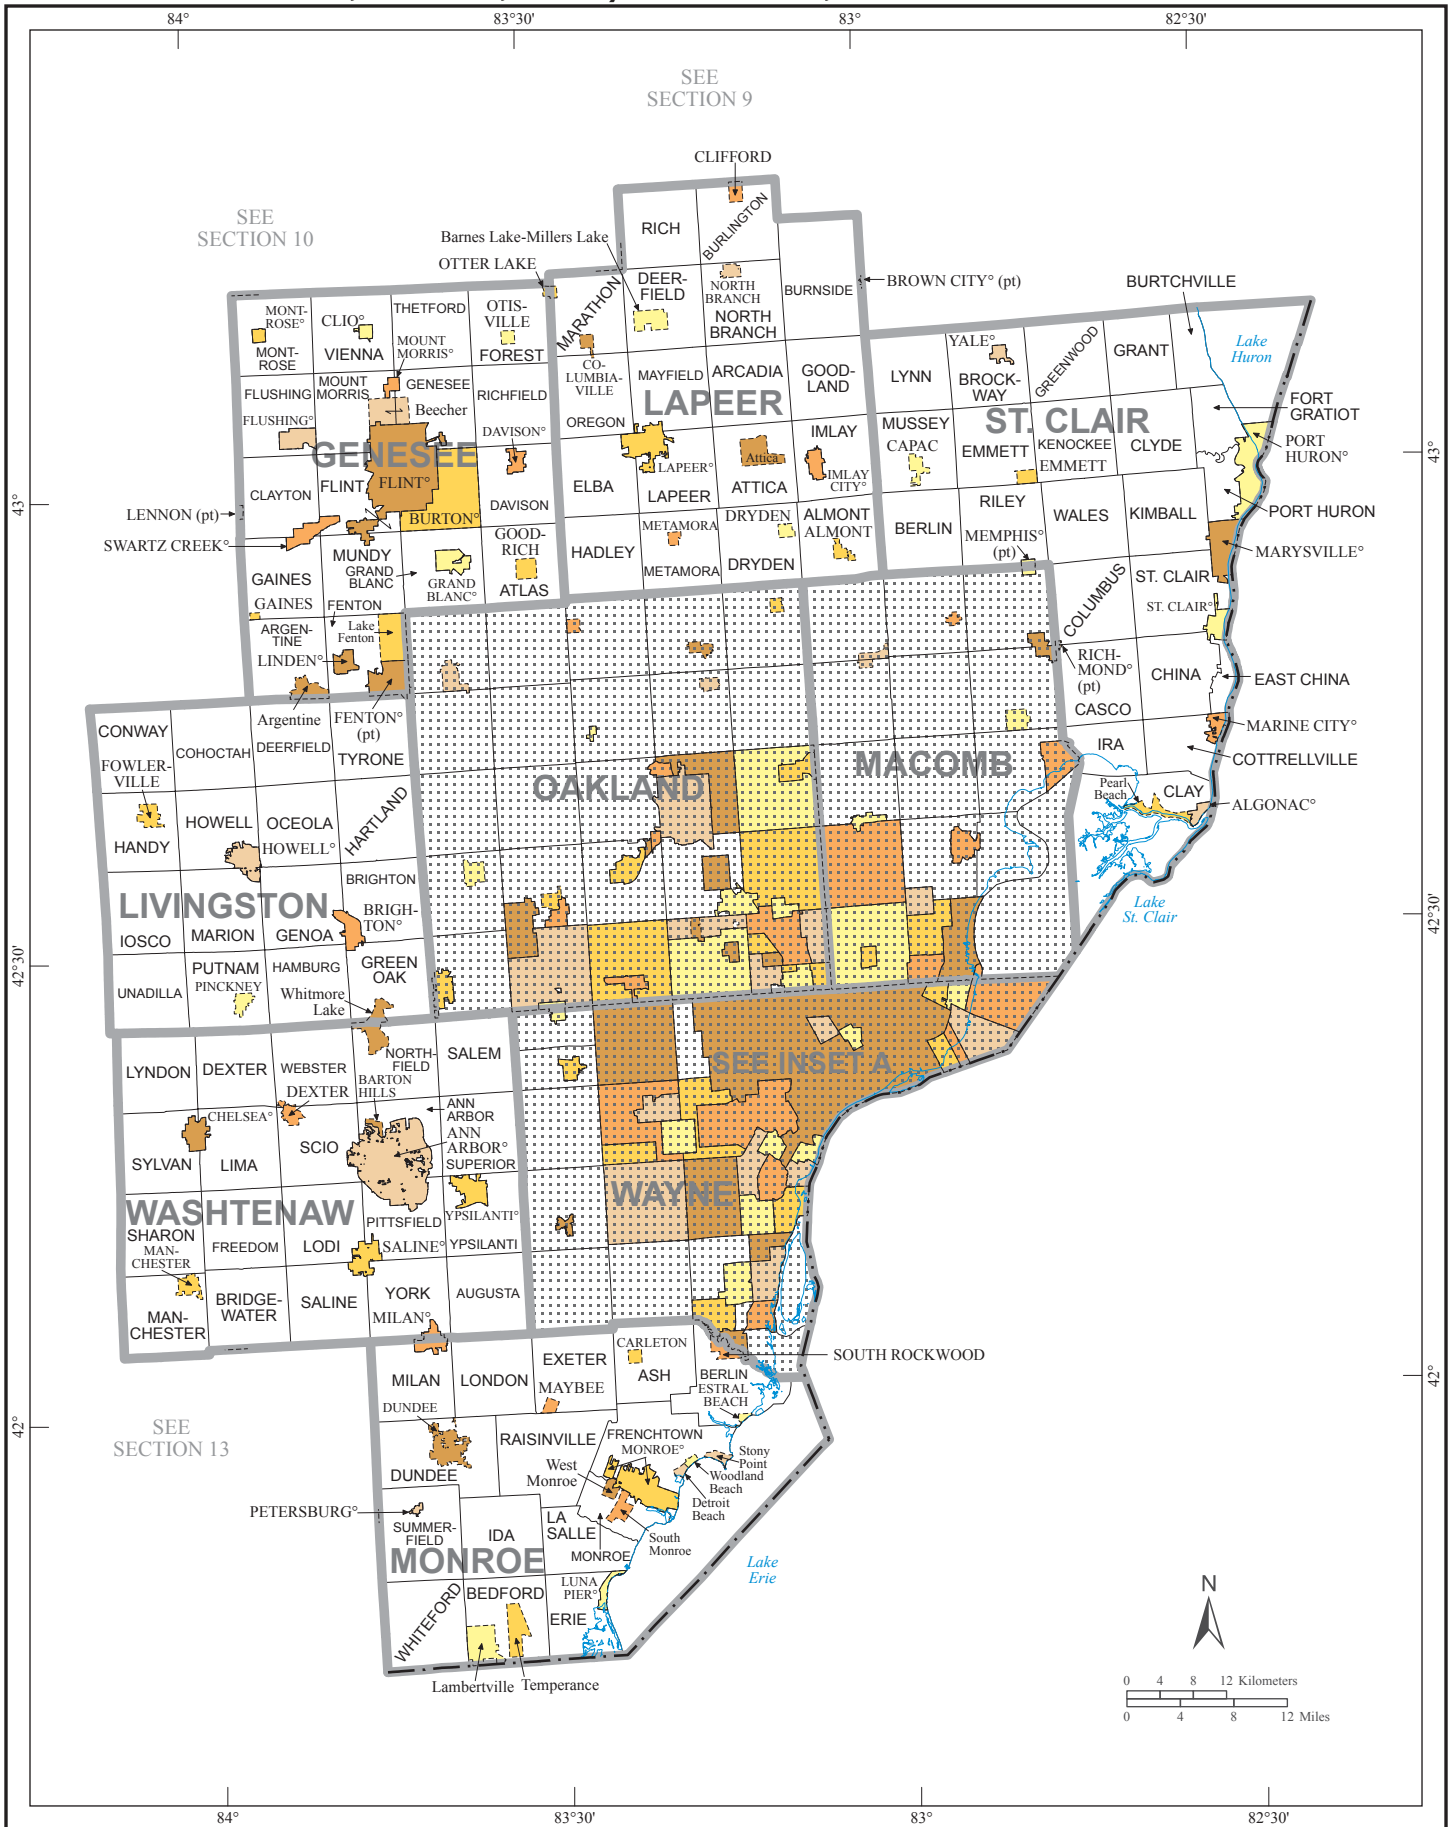 84°
83°30'
83°
82°30'
SEE
SECTION 9
CLIFFORD
SEE
SECTION 10
RICH
BURLINGTON
Barnes Lake-Millers Lake
OTTER LAKE
DEER-
FIELD
NORTH
BRANCH
NORTH
BRANCH
BURNSIDE
BROWN CITY° (pt)
BURTCHVILLE
MARATHON
Lake
Huron
MONT-
ROSE°
MONT-
ROSE
CLIO°
VIENNA
THETFORD
MOUNT
MORRIS°
OTIS-
VILLE
FOREST
CO-
LUMBIA-
VILLE
MAYFIELD
ARCADIA
GOOD-
LAND
LYNN
YALE°
BROCK-
WAY
GREENWOOD
GRANT
FORT
GRATIOT
FLUSHING
MOUNT
MORRIS
GENESEE
RICHFIELD
Beecher
FLUSHING°
GENESEE
DAVISON°
LAPEER
OREGON
IMLAY
MUSSEY
CAPAC
ST. CLAIR
EMMETT
KENOCKEE
EMMETT
CLYDE
PORT
HURON°
CLAYTON
FLINT
FLINT°
BURTON°
DAVISON
ELBA
LAPEER°
LAPEER
Attica
ATTICA
IMLAY
CITY°
RILEY
PORT HURON
43°
43°
LENNON (pt)
SWARTZ CREEK°
MUNDY
GRAND
BLANC
GRAND
BLANC°
GOOD-
RICH
ATLAS
HADLEY
METAMORA
METAMORA
DRYDEN
DRYDEN
ALMONT
ALMONT
BERLIN
MEMPHIS°
(pt)
WALES
KIMBALL
MARYSVILLE°
GAINES
GAINES
FENTON
Lake
Fenton
ARGEN-
TINE
LINDEN°
Argentine
FENTON°
(pt)
COLUMBUS
ST. CLAIR
ST. CLAIR°
RICH-
MOND°
(pt)
CHINA
EAST CHINA
CASCO
MARINE CITY°
IRA
COTTRELLVILLE
Pearl
Beach
CLAY
ALGONAC°
CONWAY
COHOCTAH
DEERFIELD
TYRONE
FOWLER-
VILLE
HANDY
HOWELL
OCEOLA
HOWELL°
HARTLAND
OAKLAND
MACOMB
LIVINGSTON
BRIGHTON
BRIGH-
TON°
IOSCO
MARION
GENOA
Lake
St. Clair
42°30'
42°30'
UNADILLA
PUTNAM
PINCKNEY
HAMBURG
GREEN
OAK
Whitmore
Lake
LYNDON
DEXTER
WEBSTER
DEXTER
NORTH-
FIELD
SALEM
BARTON
HILLS
ANN
ARBOR
ANN
ARBOR°
SUPERIOR
SEE INSET A
CHELSEA°
SYLVAN
LIMA
SCIO
WASHTENAW
WAYNE
SHARON
MAN-
CHESTER
FREEDOM
LODI
PITTSFIELD
SALINE°
YPSILANTI°
YPSILANTI
MAN-
CHESTER
BRIDGE-
WATER
SALINE
YORK
AUGUSTA
MILAN°
CARLETON
ASH
SOUTH ROCKWOOD
EXETER
MAYBEE
MILAN
LONDON
BERLIN
ESTRAL
BEACH
42°
42°
SEE
SECTION 13
DUNDEE
DUNDEE
RAISINVILLE
FRENCHTOWN
MONROE°
West
Monroe
Stony
Point
Woodland
Beach
Detroit
Beach
PETERSBURG°
SUMMER-
FIELD
IDA
LA
SALLE
MONROE
South
Monroe
MONROE
LUNA
PIER°
Lake
Erie
WHITEFORD
BEDFORD
ERIE
Lambertville
Temperance
N
0 4 8 12 Kilometers
0 4 8 12 Miles
84°
83°30'
83°
82°30'